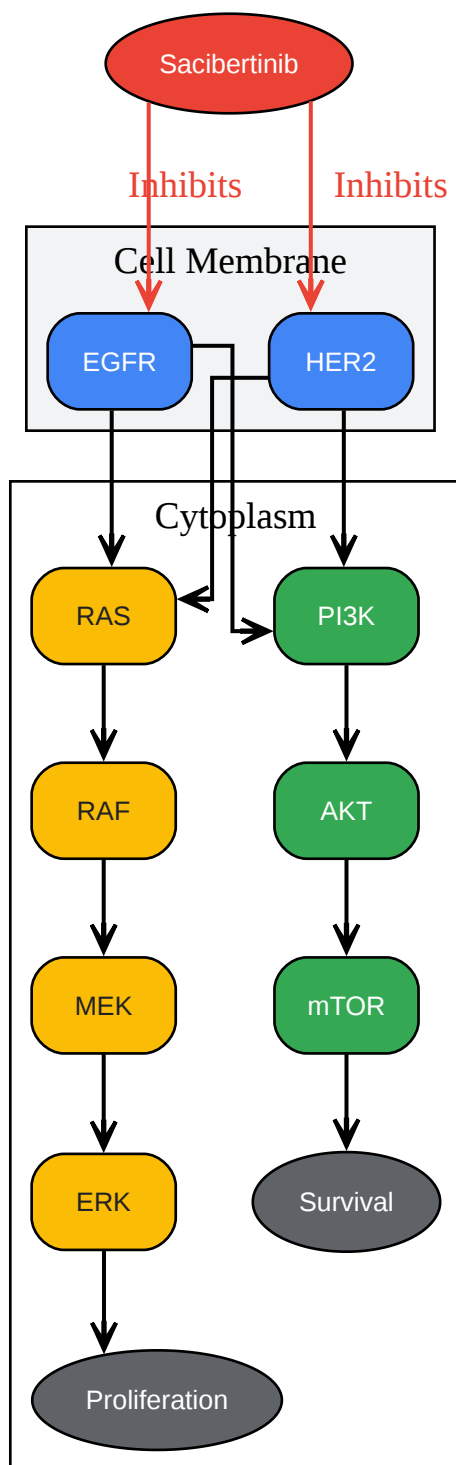 Sacibertinib
Inhibits
Inhibits
Cell Membrane
EGFR
HER2
Cytoplasm
RAS
PI3K
RAF
AKT
MEK
mTOR
ERK
Survival
Proliferation